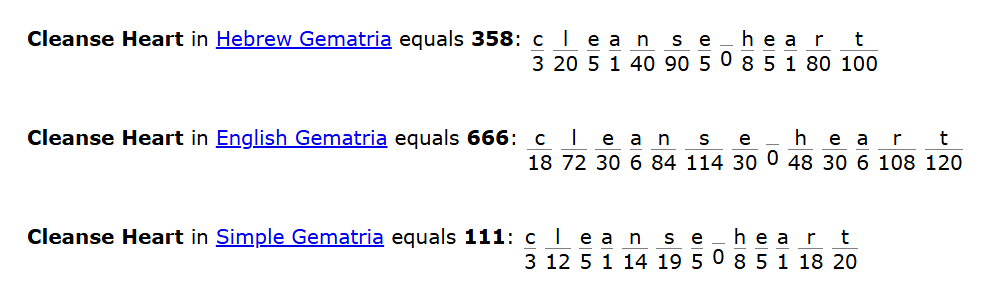 Cleanse Heart in Hebrew Gematria equals 358: c l e a n s e _ h e a r t
3 20 5 1 40 90 5 0 8 5 1 80 100
Cleanse Heart in English Gematria equals 666: c l e a n s e _ h e a r t
18 72 30 6 84 114 30 0 48 30 6 108 120
Cleanse Heart in Simple Gematria equals 111: c l e a n s e _ h e a r t
3 12 5 1 14 19 5 0 8 5 1 18 20